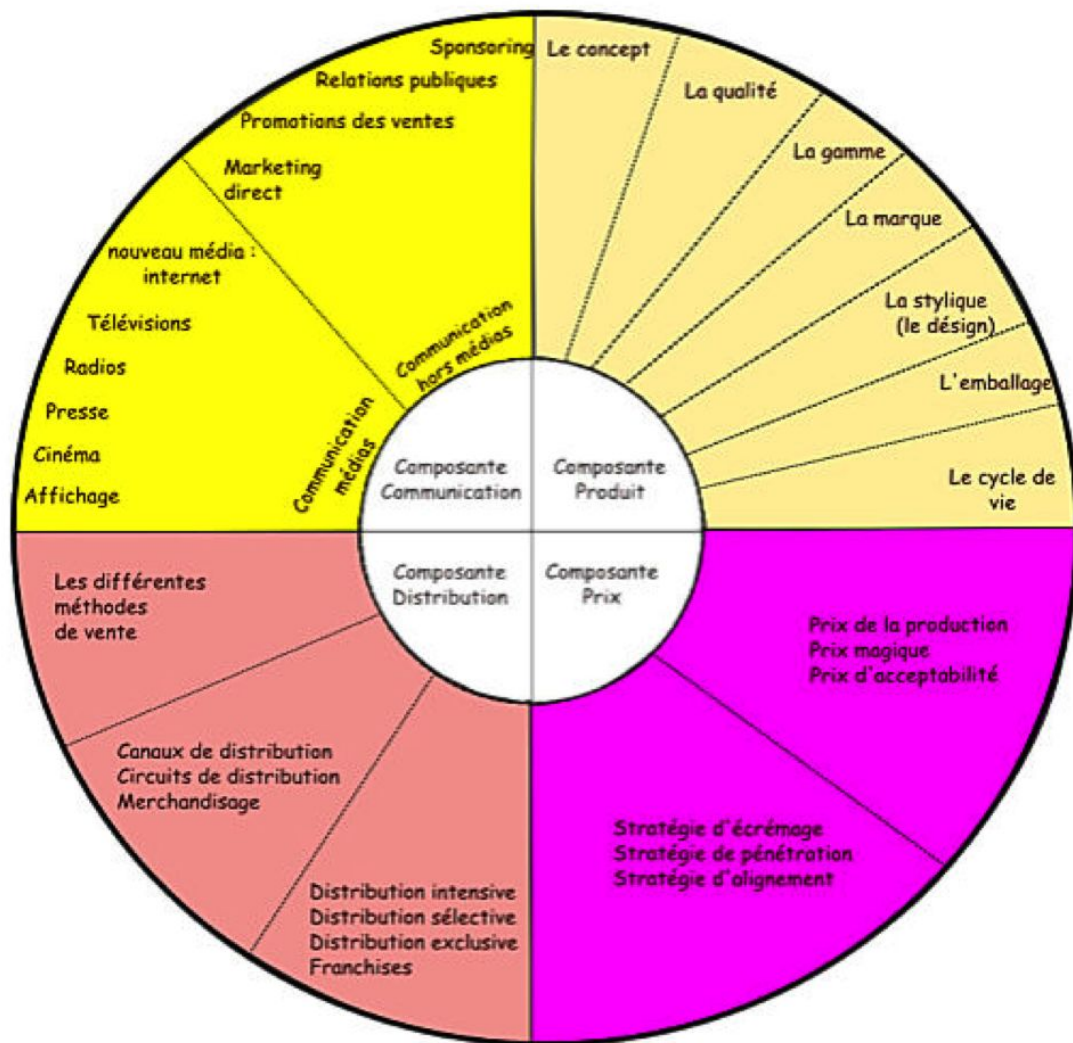 Sponsoring
Relations publiques
Promotions des ventes
Marketing
direct
Communication
hors médias
nouveau média :
internet
Télévisions
Radios
Presse
Cinéma
Affichage
Communication
médias
Le concept
La qualité
La gamme
La marque
La stylique
(le désign)
L'emballage
Le cycle de
vie
Composante
Communication
Composante
Produit
Composante
Distribution
Composante
Prix
Les différentes
méthodes
de vente
Canaux de distribution
Circuits de distribution
Merchandisage
Distribution intensive
Distribution sélective
Distribution exclusive
Franchises
Prix de la production
Prix magique
Prix d'acceptabilité
Stratégie d'écrémage
Stratégie de pénétration
Stratégie d'alignement